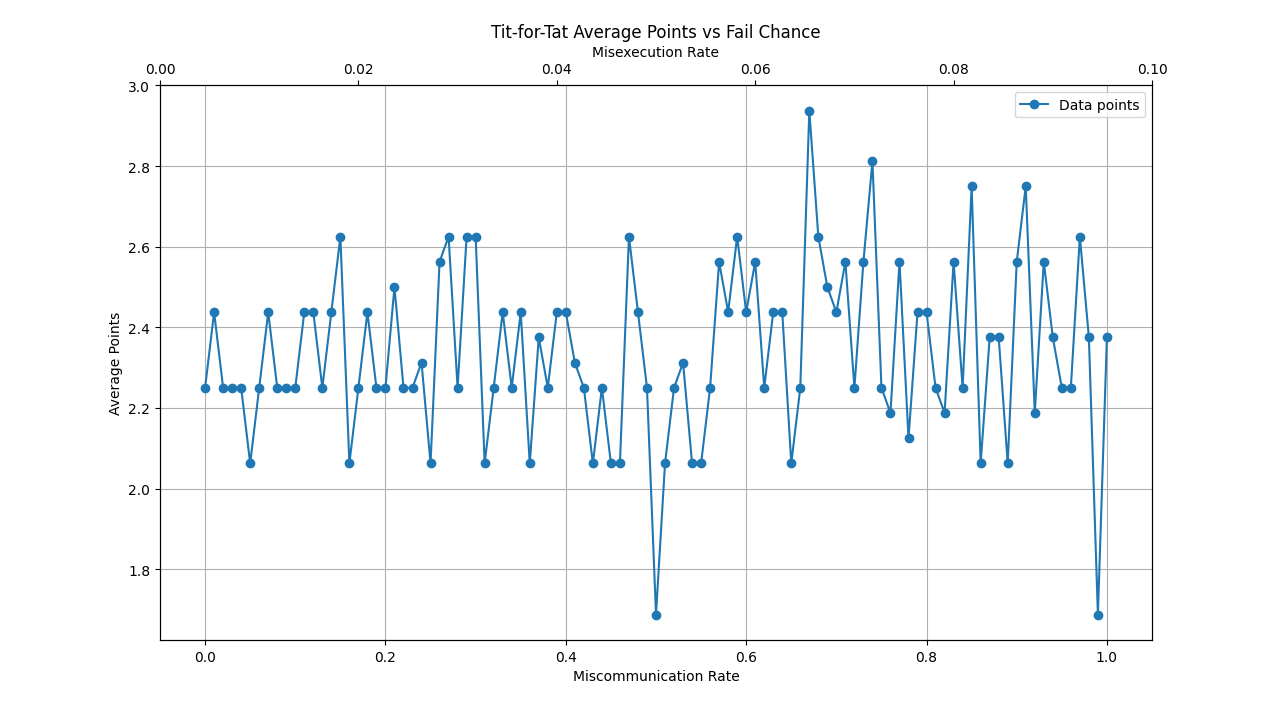 Tit-for-Tat Average Points vs Fail Chance
Misexecution Rate
0.00 0.02 0.04 0.06 0.08 0.10
Data points
3.0
2.8
2.6
2.4
2.2
2.0
1.8
Average Points
0.0 0.2 0.4 0.6 0.8 1.0
Miscommunication Rate